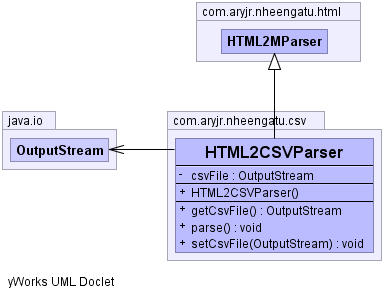 com.aryjr.nheengatu.html
HTML2MParser
java.io
OutputStream
com.aryjr.nheengatu.csv
HTML2CSVParser
- csvFile : OutputStream
+ HTML2CSVParser()
+ getCsvFile() : OutputStream
+ parse() : void
+ setCsvFile(OutputStream) : void
yWorks UML Doclet